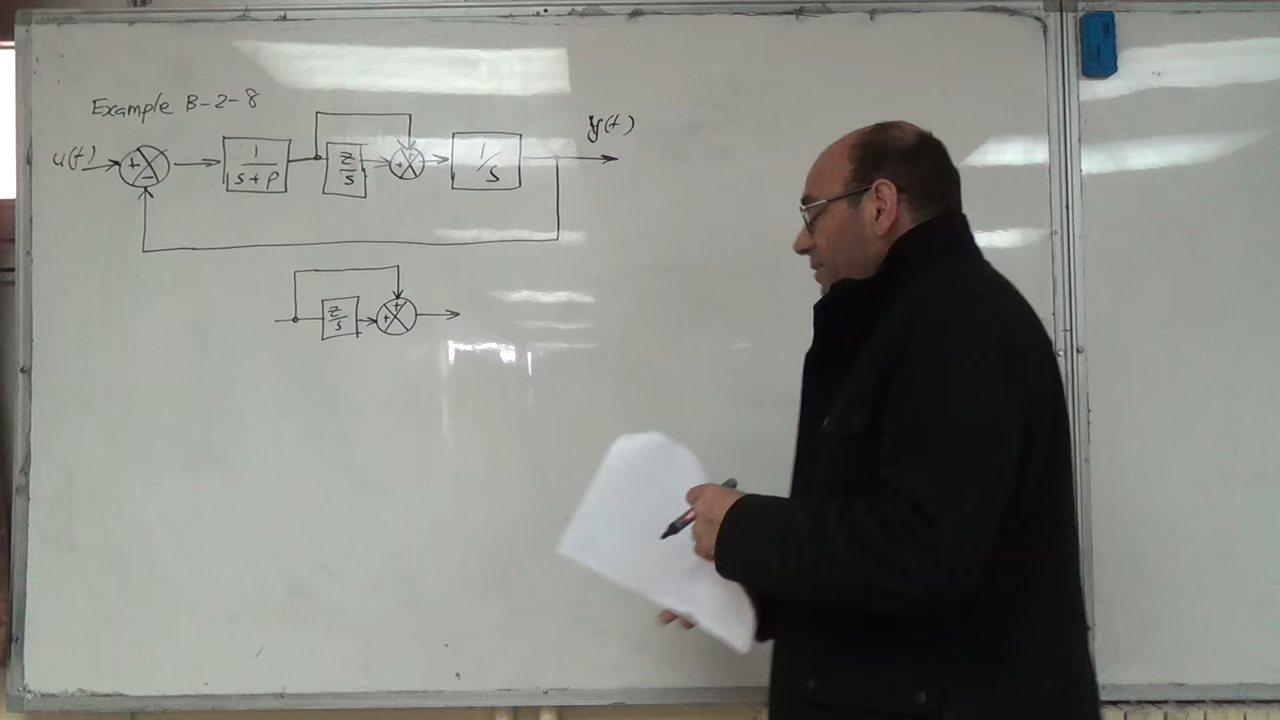 Example B-2-8
u(t) + - 1/s+p z/s + + 1/s y(t)
z/s + +